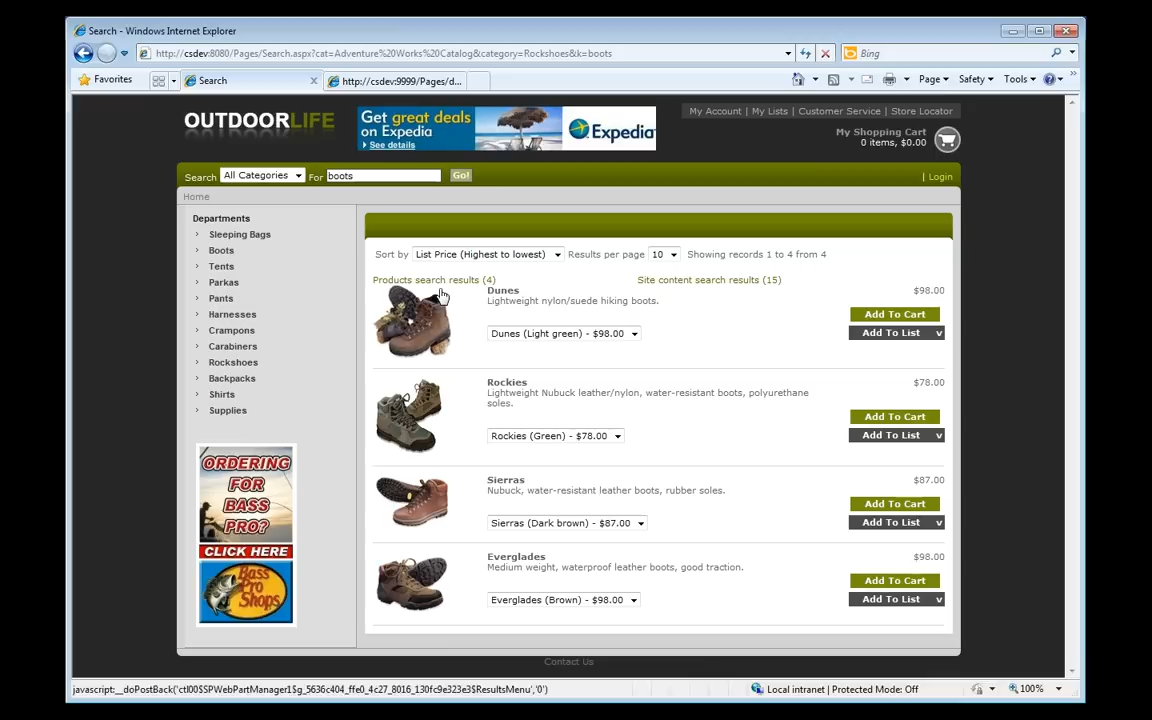 Search - Windows Internet Explorer
http://csdev:8080/Pages/Search.aspx?cat=Adventure%20Works%20Catalog&category=Rockshoes&k=boots
Bing
Favorites
Search
http://csdev:9999/Pages/d...
Page
Safety
Tools
OUTDOORLIFE
Get great deals
on Expedia
See details
Expedia
My Account | My Lists | Customer Service | Store Locator
My Shopping Cart
0 items, $0.00
Search All Categories For boots Go!
| Login
Home
Departments
Sleeping Bags
Boots
Tents
Parkas
Pants
Harnesses
Crampons
Carabiners
Rockshoes
Backpacks
Shirts
Supplies
ORDERING
FOR
BASS
PRO?
CLICK HERE
Bass
Pro
Shops
Sort by List Price (Highest to lowest) Results per page 10 Showing records 1 to 4 from 4
Products search results (4)
Site content search results (15)
Dunes
$98.00
Lightweight nylon/suede hiking boots.
Add To Cart
Dunes (Light green) - $98.00
Add To List v
Rockies
$78.00
Lightweight Nubuck leather/nylon, water-resistant boots, polyurethane
soles.
Add To Cart
Rockies (Green) - $78.00
Add To List v
Sierras
$87.00
Nubuck, water-resistant leather boots, rubber soles.
Add To Cart
Sierras (Dark brown) - $87.00
Add To List v
Everglades
$98.00
Medium weight, waterproof leather boots, good traction.
Add To Cart
Everglades (Brown) - $98.00
Add To List v
Contact Us
javascript:__doPostBack('ctl00$SPWebPartManager1$g_5636c404_ffe0_4c27_8016_130fc9e323e3$ResultsMenu','0')
Local intranet | Protected Mode: Off
100%